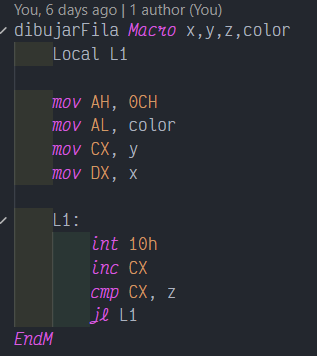 You, 6 days ago | 1 author (You)
dibujarFila Macro x,y,z,color
Local L1
mov AH, 0CH
mov AL, color
mov CX, y
mov DX, x
L1:
int 10h
inc CX
cmp CX, z
jl L1
EndM